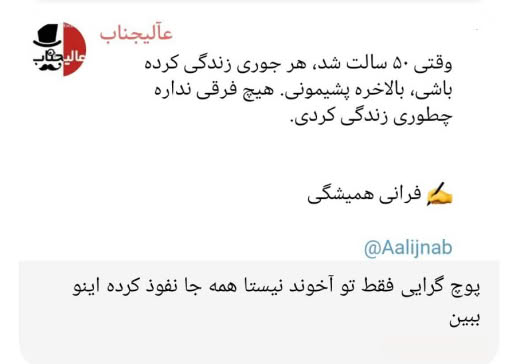 عآلیجناب
عالیجناب
وقتی ۵۰ سالت شد، هر جوری زندگی کرده
باشی، بالاخره پشیمونی. هیچ فرقی نداره
چطوری زندگی کردی.
✍️ فرانی همیشگی
@Aalijnab
پوچ گرایی فقط تو آخوند نیستا همه جا نفوذ کرده اینو
ببین